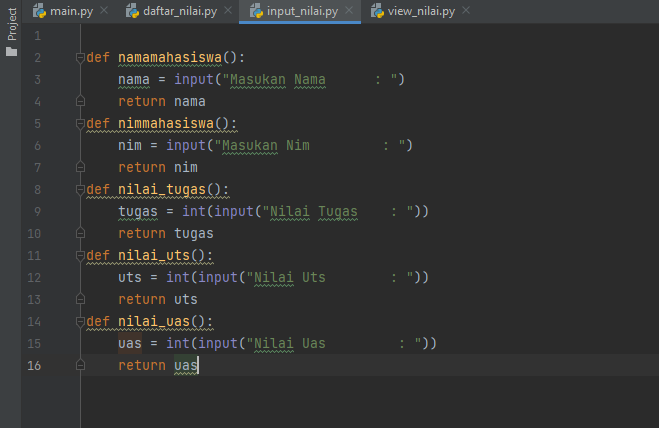 main.py daftar_nilai.py input_nilai.py view_nilai.py
Project
1
2 def namamahasiswa():
3     nama = input("Masukan Nama      : ")
4     return nama
5 def nimmahasiswa():
6     nim = input("Masukan Nim         : ")
7     return nim
8 def nilai_tugas():
9     tugas = int(input("Nilai Tugas    : "))
10     return tugas
11 def nilai_uts():
12     uts = int(input("Nilai Uts        : "))
13     return uts
14 def nilai_uas():
15     uas = int(input("Nilai Uas         : "))
16     return uas